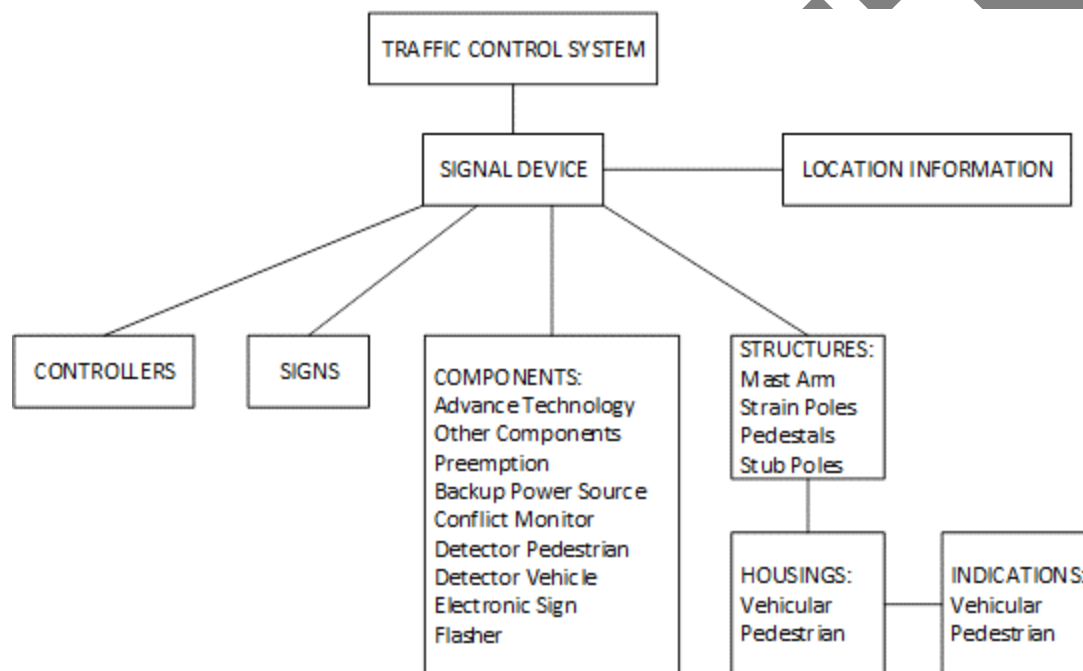 TRAFFIC CONTROL SYSTEM
SIGNAL DEVICE
LOCATION INFORMATION
CONTROLLERS
SIGNS
COMPONENTS:
Advance Technology
Other Components
Preemption
Backup Power Source
Conflict Monitor
Detector Pedestrian
Detector Vehicle
Electronic Sign
Flasher
STRUCTURES:
Mast Arm
Strain Poles
Pedestals
Stub Poles
HOUSINGS:
Vehicular
Pedestrian
INDICATIONS:
Vehicular
Pedestrian